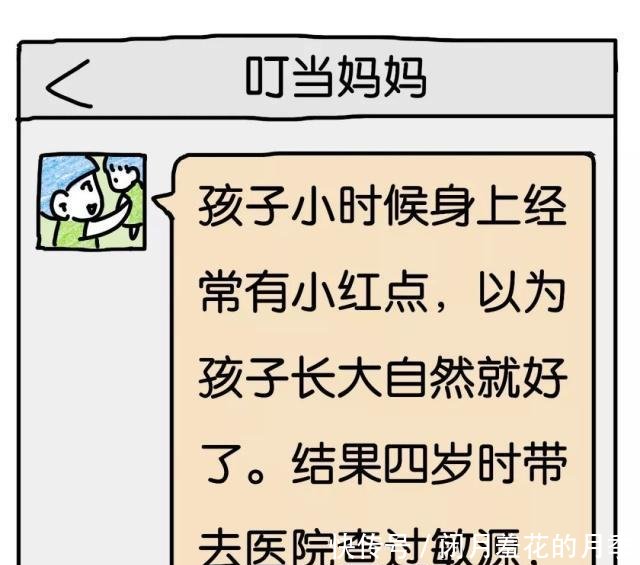 叮当妈妈
孩子小时候身上经
常有小红点，以为
孩子长大自然就好
了。结果四岁时带
去医院查过敏源，
快传号 / 闭月羞花的月季